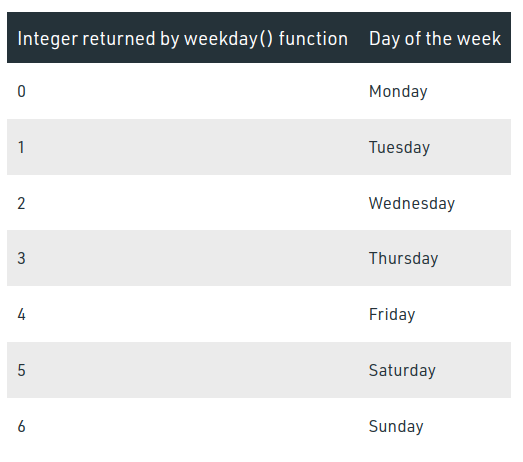 Integer returned by weekday() function Day of the week
0 Monday
1 Tuesday
2 Wednesday
3 Thursday
4 Friday
5 Saturday
6 Sunday